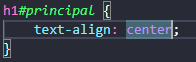 h1#principal {
    text-align: center;
}